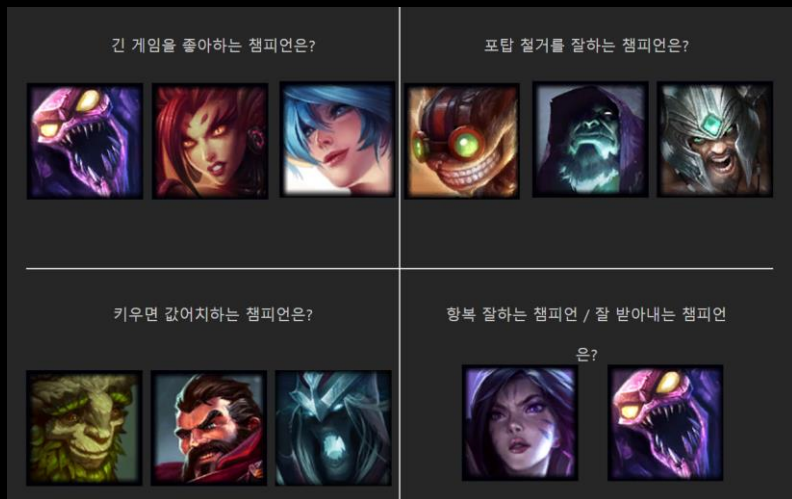 긴 게임을 좋아하는 챔피언은?
포탑 철거를 잘하는 챔피언은?
키우면 값어치하는 챔피언은?
항복 잘하는 챔피언 / 잘 받아내는 챔피언
은?